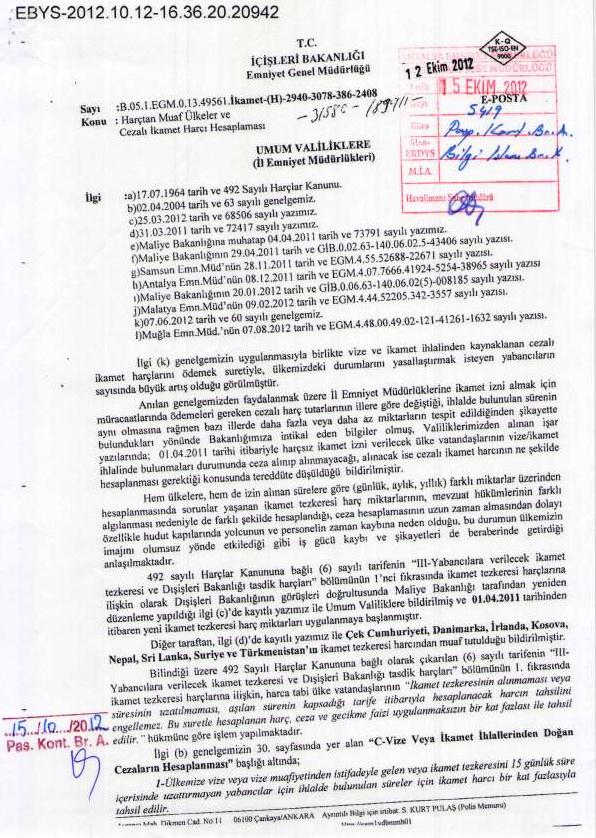 EBYS-2012.10.12-16.36.20.20942
T.C.
İÇİŞLERİ BAKANLIĞI
Emniyet Genel Müdürlüğü
K-Q
TSE-ISO-EN
9000
12 Ekim 2012
15 EKİM 2012
E-POSTA
5419
Sayı :B.05.1.EGM.0.13.49561.İkamet-(H)-2940-3078-386-2408
Konu : Harçtan Muaf Ülkeler ve
Cezalı İkamet Harcı Hesaplaması
EBDYS
M.I.A.
Havalimanı
UMUM VALİLİKLERE
(İl Emniyet Müdürlükleri)
İlgi :a)17.07.1964 tarih ve 492 Sayılı Harçlar Kanunu.
b)02.04.2004 tarih ve 63 sayılı genelgemiz.
c)25.03.2012 tarih ve 68506 sayılı yazımız.
d)31.03.2011 tarih ve 72417 sayılı yazımız.
e)Maliye Bakanlığına muhatap 04.04.2011 tarih ve 73791 sayılı yazımız.
f)Maliye Bakanlığının 29.04.2011 tarih ve GİB.0.02.63-140.06.02.5-43406 sayılı yazısı.
g)Samsun Emn.Müd'nün 28.11.2011 tarih ve EGM.4.55.52688-22671 sayılı yazısı.
h)Antalya Emn.Müd'nün 08.12.2011 tarih ve EGM.4.07.7666.41924-5254-38965 sayılı yazısı
ı)Maliye Bakanlığının 20.01.2012 tarih ve GİB.0.06.63-140.06.02(5)-008185 sayılı yazısı.
j)Malatya Emn.Müd'nün 09.02.2012 tarih ve EGM.4.44.52205.342-3557 sayılı yazısı.
k)07.06.2012 tarih ve 60 sayılı genelgemiz.
l)Muğla Emn.Müd.'nün 07.08.2012 tarih ve EGM.4.48.00.49.02-121-41261-1632 sayılı yazısı.
İlgi (k) genelgemizin uygulanmasıyla birlikte vize ve ikamet ihlalinden kaynaklanan cezalı
ikamet harçlarını ödemek suretiyle, ülkemizdeki durumlarını yasallaştırmak isteyen yabancıların
sayısında büyük artış olduğu görülmüştür.
Anılan genelgemizden faydalanmak üzere İl Emniyet Müdürlüklerine ikamet izni almak için
müracaatlarında ödemeleri gereken cezalı harç tutarlarının illere göre değiştiği, ihlalde bulunulan sürenin
aynı olmasına rağmen bazı illerde daha fazla veya daha az miktarların tespit edildiğinden şikayette
bulundukları yönünde Bakanlığımıza intikal eden bilgiler olmuş, Valiliklerimizden alınan işar
yazılarında; 01.04.2011 tarihi itibariyle harçsız ikamet izni verilecek ülke vatandaşlarının vize/ikamet
ihlalinde bulunmaları durumunda ceza alınıp alınmayacağı, alınacak ise cezalı ikamet harcının ne şekilde
hesaplanması gerektiği konusunda tereddüte düşüldüğü bildirilmiştir.
Hem ülkelere, hem de izin alınan sürelere göre (günlük, aylık, yıllık) farklı miktarlar üzerinden
hesaplanmasında sorunlar yaşanan ikamet tezkeresi harç miktarlarının, mevzuat hükümlerinin farklı
algılanması nedeniyle de farklı şekilde hesaplandığı, ceza hesaplamasının uzun zaman almasından dolayı
özellikle hudut kapılarında yolcunun ve personelin zaman kaybına neden olduğu, bu durumun ülkemizin
imajını olumsuz yönde etkilediği gibi iş gücü kaybı ve şikayetleri de beraberinde getirdiği
anlaşılmaktadır.
492 sayılı Harçlar Kanununa bağlı (6) sayılı tarifenin "III-Yabancılara verilecek ikamet
tezkeresi ve Dışişleri Bakanlığı tasdik harçları" bölümünün 1'nci fıkrasında ikamet tezkeresi harçlarına
ilişkin olarak Dışişleri Bakanlığının görüşleri doğrultusunda Maliye Bakanlığı tarafından yeniden
düzenleme yapıldığı ilgi (c)'de kayıtlı yazımız ile Umum Valiliklere bildirilmiş ve 01.04.2011 tarihinden
itibaren yeni ikamet tezkeresi harç miktarları uygulamaya başlanmıştır.
Diğer taraftan, ilgi (d)'de kayıtlı yazımız ile Çek Cumhuriyeti, Danimarka, İrlanda, Kosova,
Nepal, Sri Lanka, Suriye ve Türkmenistan'ın ikamet tezkeresi harcından muaf tutulduğu bildirilmiştir.
Bilindiği üzere 492 Sayılı Harçlar Kanununa bağlı olarak çıkarılan (6) sayılı tarifenin "III-
Yabancılara verilecek ikamet tezkeresi ve Dışişleri Bakanlığı tasdik harçları" bölümünün 1. fıkrasında
ikamet tezkeresi harçlarına ilişkin, harca tabi ülke vatandaşlarının "İkamet tezkeresinin alınmaması veya
süresinin uzatılmaması, aşılan sürenin kapsadığı tarife itibarıyla hesaplanacak harcın tahsilini
engellemez. Bu suretle hesaplanan harç, ceza ve gecikme faizi uygulanmaksızın bir kat fazlası ile tahsil
edilir." hükmüne göre işlem yapılmaktadır.
15/10/2012
Pas. Kont. Br. A.
İlgi (b) genelgemizin 30. sayfasında yer alan "C-Vize Veya İkamet İhlallerinden Doğan
Cezaların Hesaplanması" başlığı altında;
1-Ülkemize vize veya vize muafiyetinden istifadeyle gelen veya ikamet tezkeresini 15 günlük süre
içerisinde uzattırmayan yabancılar için ihlalde bulunulan süreler için ikamet harcı bir kat fazlasıyla
tahsil edilir.
Mah. Dikmen Cad. No:11 06100 Çankaya/ANKARA Ayrıntılı Bilgi için irtibat: S. KURT PULAŞ (Polis Memuru)